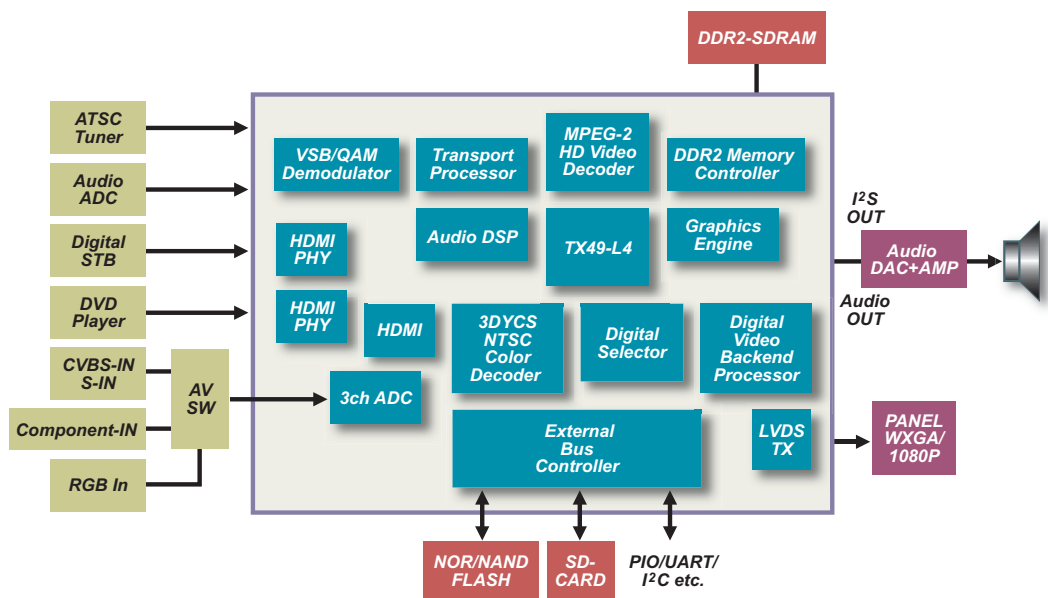 DDR2-SDRAM
ATSC
Tuner
Audio
ADC
Digital
STB
DVD
Player
CVBS-IN
S-IN
Component-IN
RGB In
AV
SW
VSB/QAM
Demodulator
Transport
Processor
MPEG-2
HD Video
Decoder
DDR2 Memory
Controller
HDMI
PHY
Audio DSP
TX49-L4
Graphics
Engine
HDMI
PHY
HDMI
3DYCS
NTSC
Color
Decoder
Digital
Selector
Digital
Video
Backend
Processor
3ch ADC
External
Bus
Controller
LVDS
TX
I²S
OUT
Audio
DAC+AMP
Audio
OUT
PANEL
WXGA/
1080P
NOR/NAND
FLASH
SD-
CARD
PIO/UART/
I²C etc.